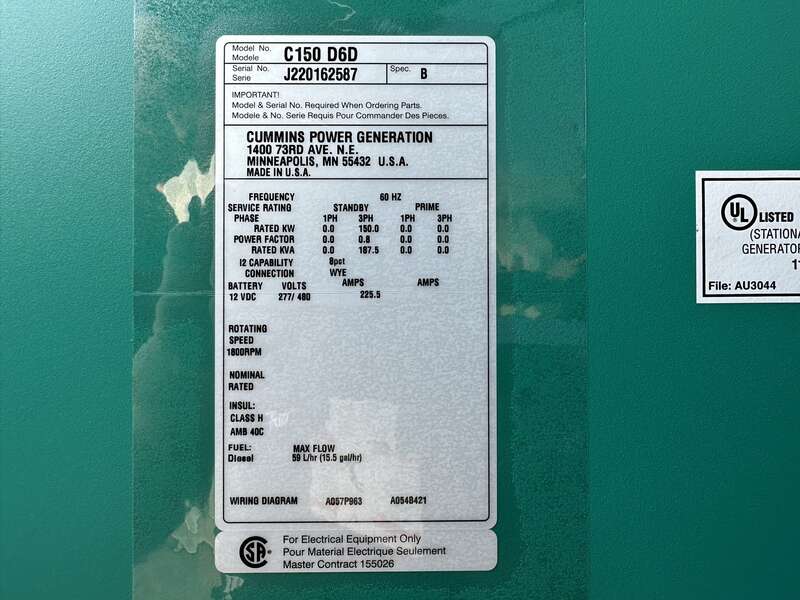 Model No.
Modele
C150 D6D
Serial No.
Serie
J220162587
Spec. B
IMPORTANT!
Model & Serial No. Required When Ordering Parts.
Modele & No. Serie Requis Pour Commander Des Pieces.
CUMMINS POWER GENERATION
1400 73RD AVE. N.E.
MINNEAPOLIS, MN 55432 U.S.A.
MADE IN U.S.A.
FREQUENCY 60 HZ
SERVICE RATING STANDBY PRIME
PHASE 1PH 3PH 1PH 3PH
RATED KW 0.0 150.0 0.0 0.0
POWER FACTOR 0.0 0.8 0.0 0.0
RATED KVA 0.0 187.5 0.0 0.0
I2 CAPABILITY 8pct
CONNECTION WYE
BATTERY VOLTS AMPS AMPS
12 VDC 277/ 480 225.5
ROTATING
SPEED
1800RPM
NOMINAL
RATED
INSUL:
CLASS H
AMB 40C
FUEL: MAX FLOW
Diesel 59 L/hr (15.5 gal/hr)
WIRING DIAGRAM A057P963 A054B421
CSA
For Electrical Equipment Only
Pour Material Electrique Seulement
Master Contract 155026
UL LISTED
(STATIONA
GENERATOR
1
File: AU3044